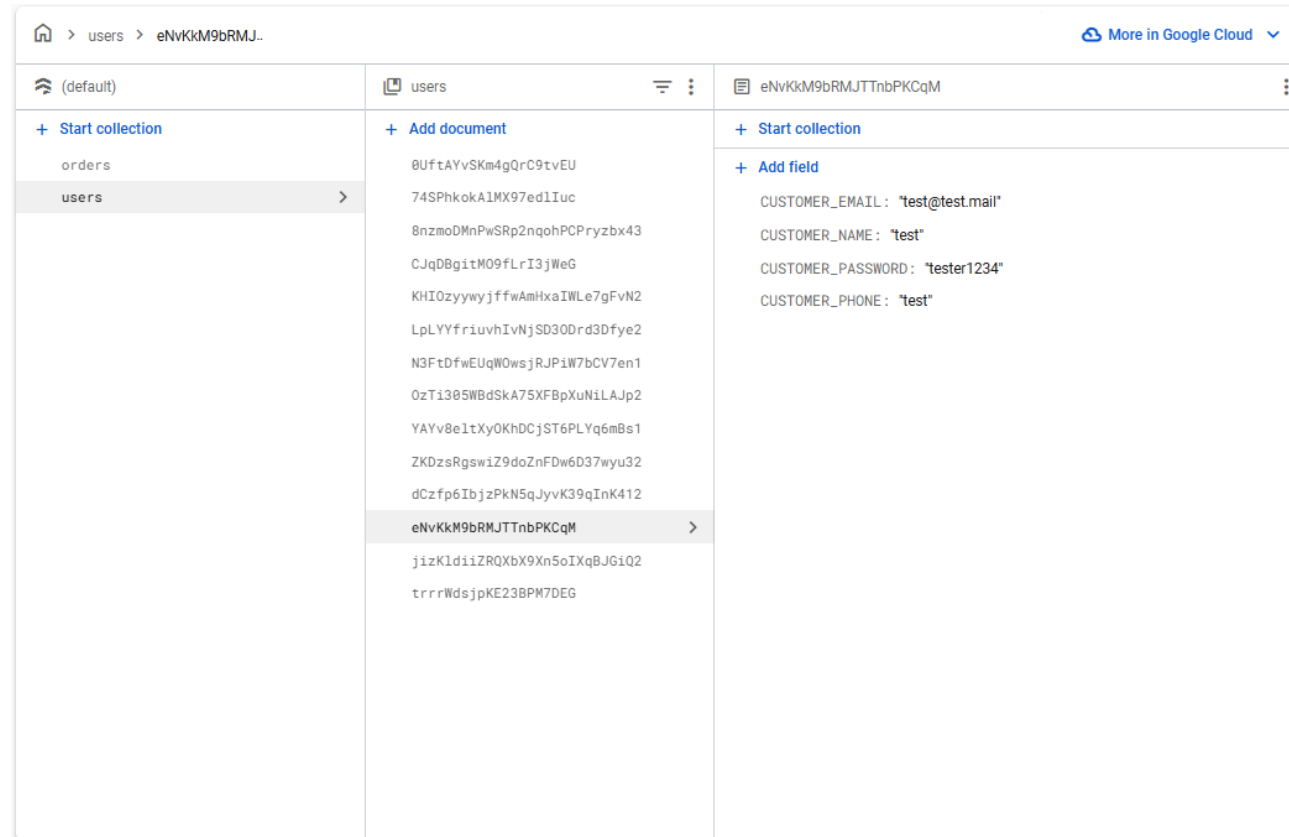 users
eNvKkM9bRMJ..
More in Google Cloud
(default)
Start collection
orders
users
users
Add document
0UftAYvSKm4gQrC9tvEU
74SPhkokAlMX97edlIuc
8nzmoDMnPwSRp2nqohPCPryzbx43
CJqDBgitMO9fLrI3jWeG
KHIOzyywyjffwAmHxaIWLe7gFvN2
LpLYYfriuvhIvNjSD3ODrd3Dfye2
N3FtDfwEUqWOwsjRJPiW7bCV7en1
OzTi305WBdSkA75XFBpXuNiLAJp2
YAYv8eltXyOKhDCjST6PLYq6mBs1
ZKDzsRgswiZ9doZnFDw6D37wyu32
dCzfp6IbjzPkN5qJyvK39qInK412
eNvKkM9bRMJTTnbPKCqM
jizKldiiZRQXbX9Xn5oIXqBJGiQ2
trrrWdsjpKE23BPM7DEG
eNvKkM9bRMJTTnbPKCqM
Start collection
Add field
CUSTOMER_EMAIL: "test@test.mail"
CUSTOMER_NAME: "test"
CUSTOMER_PASSWORD: "tester1234"
CUSTOMER_PHONE: "test"